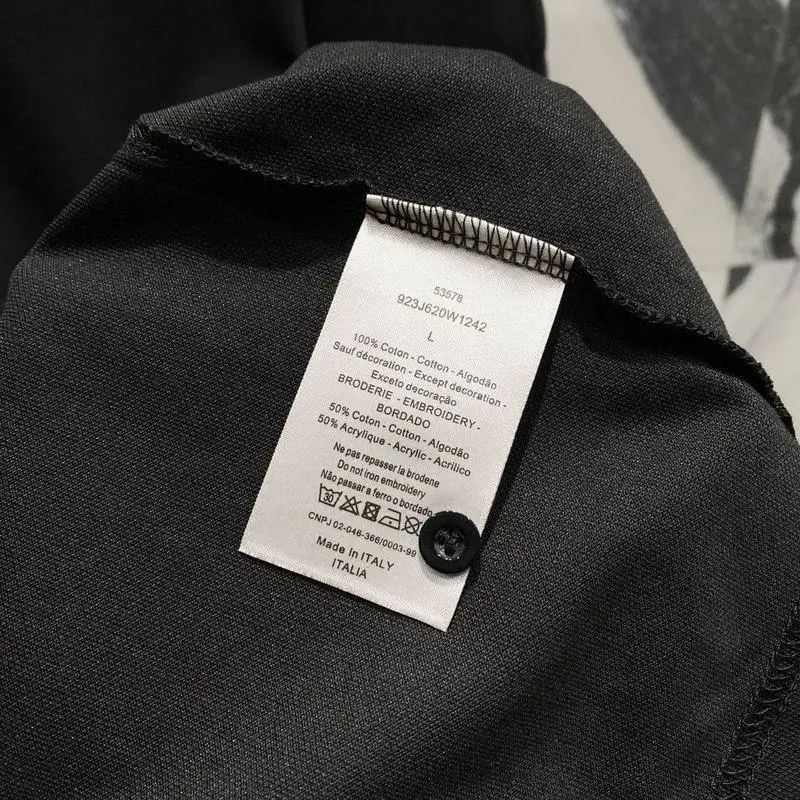 53578
923J620W1242
L
100% Coton - Cotton - Algodão
Sauf décoration - Except decoration -
Exceto decoração
BRODERIE - EMBROIDERY -
BORDADO
50% Coton - Cotton - Algodão
50% Acrylique - Acrylic - Acrílico
Ne pas repasser la brodene
Do not iron embroidery
Não passar a ferro o bordado
30
CNPJ 02-046-366/0003-99
Made In ITALY
ITALIA